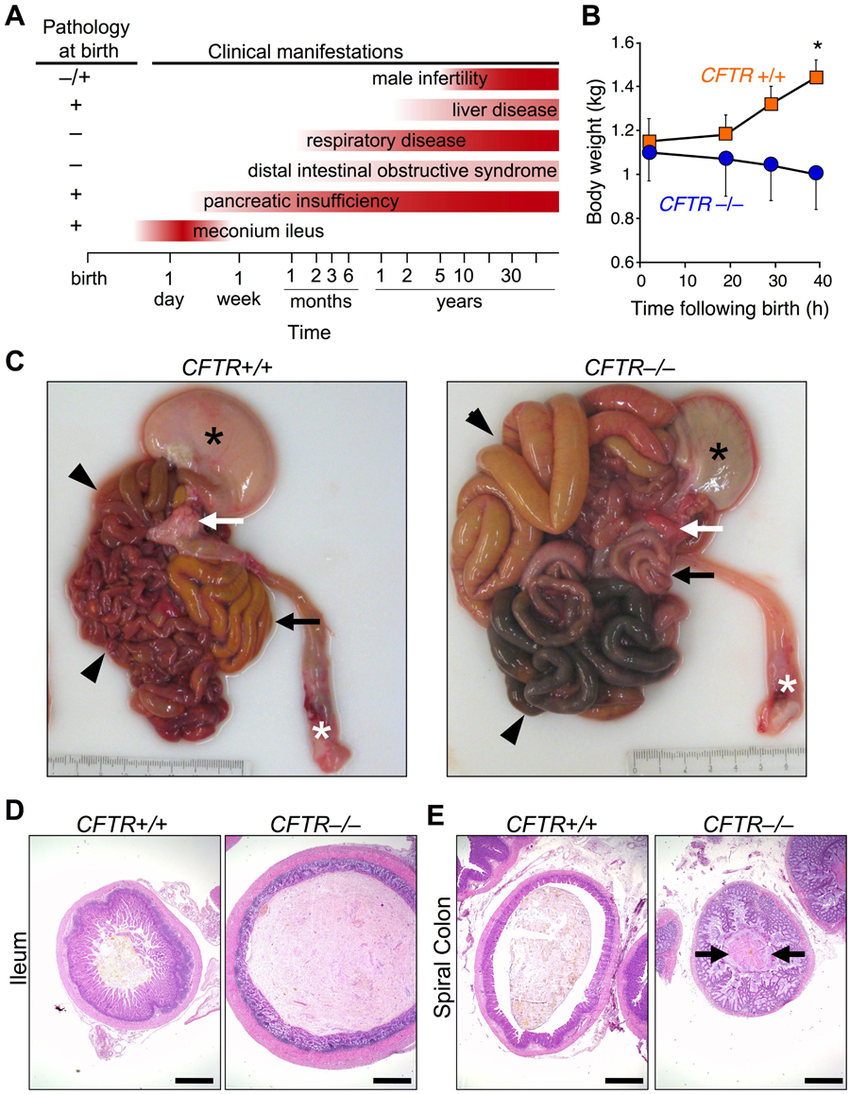 A
Pathology
at birth
Clinical manifestations
–/+
male infertility
+
liver disease
–
respiratory disease
–
distal intestinal obstructive syndrome
+
pancreatic insufficiency
+
meconium ileus
birth
1 1 1 2 3 6 1 2 5 10 30
day week months years
Time
B
Body weight (kg)
1.6
1.4
1.2
1
0.8
0.6
*
CFTR +/+
CFTR –/–
0 10 20 30 40
Time following birth (h)
C
CFTR+/+
CFTR–/–
*
*
*
*
D
CFTR+/+
CFTR–/–
Ileum
E
CFTR+/+
CFTR–/–
Spiral Colon